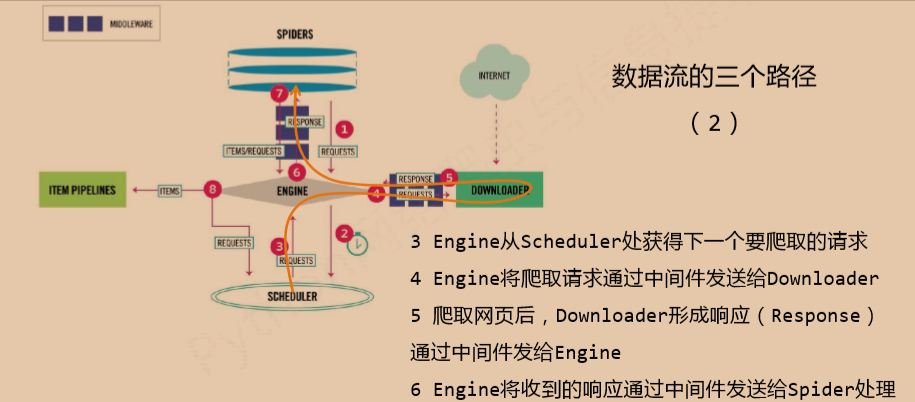 MIDDLEWARE
SPIDERS
INTERNET
数据流的三个路径
（2）
7
RESPONSE
1
ITEMS/REQUESTS
REQUESTS
6
RESPONSE
5
ITEM PIPELINES
ITEMS
8
ENGINE
4
REQUESTS
DOWNLOADER
REQUESTS
3
REQUESTS
2
SCHEDULER
3 Engine从Scheduler处获得下一个要爬取的请求
4 Engine将爬取请求通过中间件发送给Downloader
5 爬取网页后，Downloader形成响应（Response）
通过中间件发给Engine
6 Engine将收到的响应通过中间件发送给Spider处理